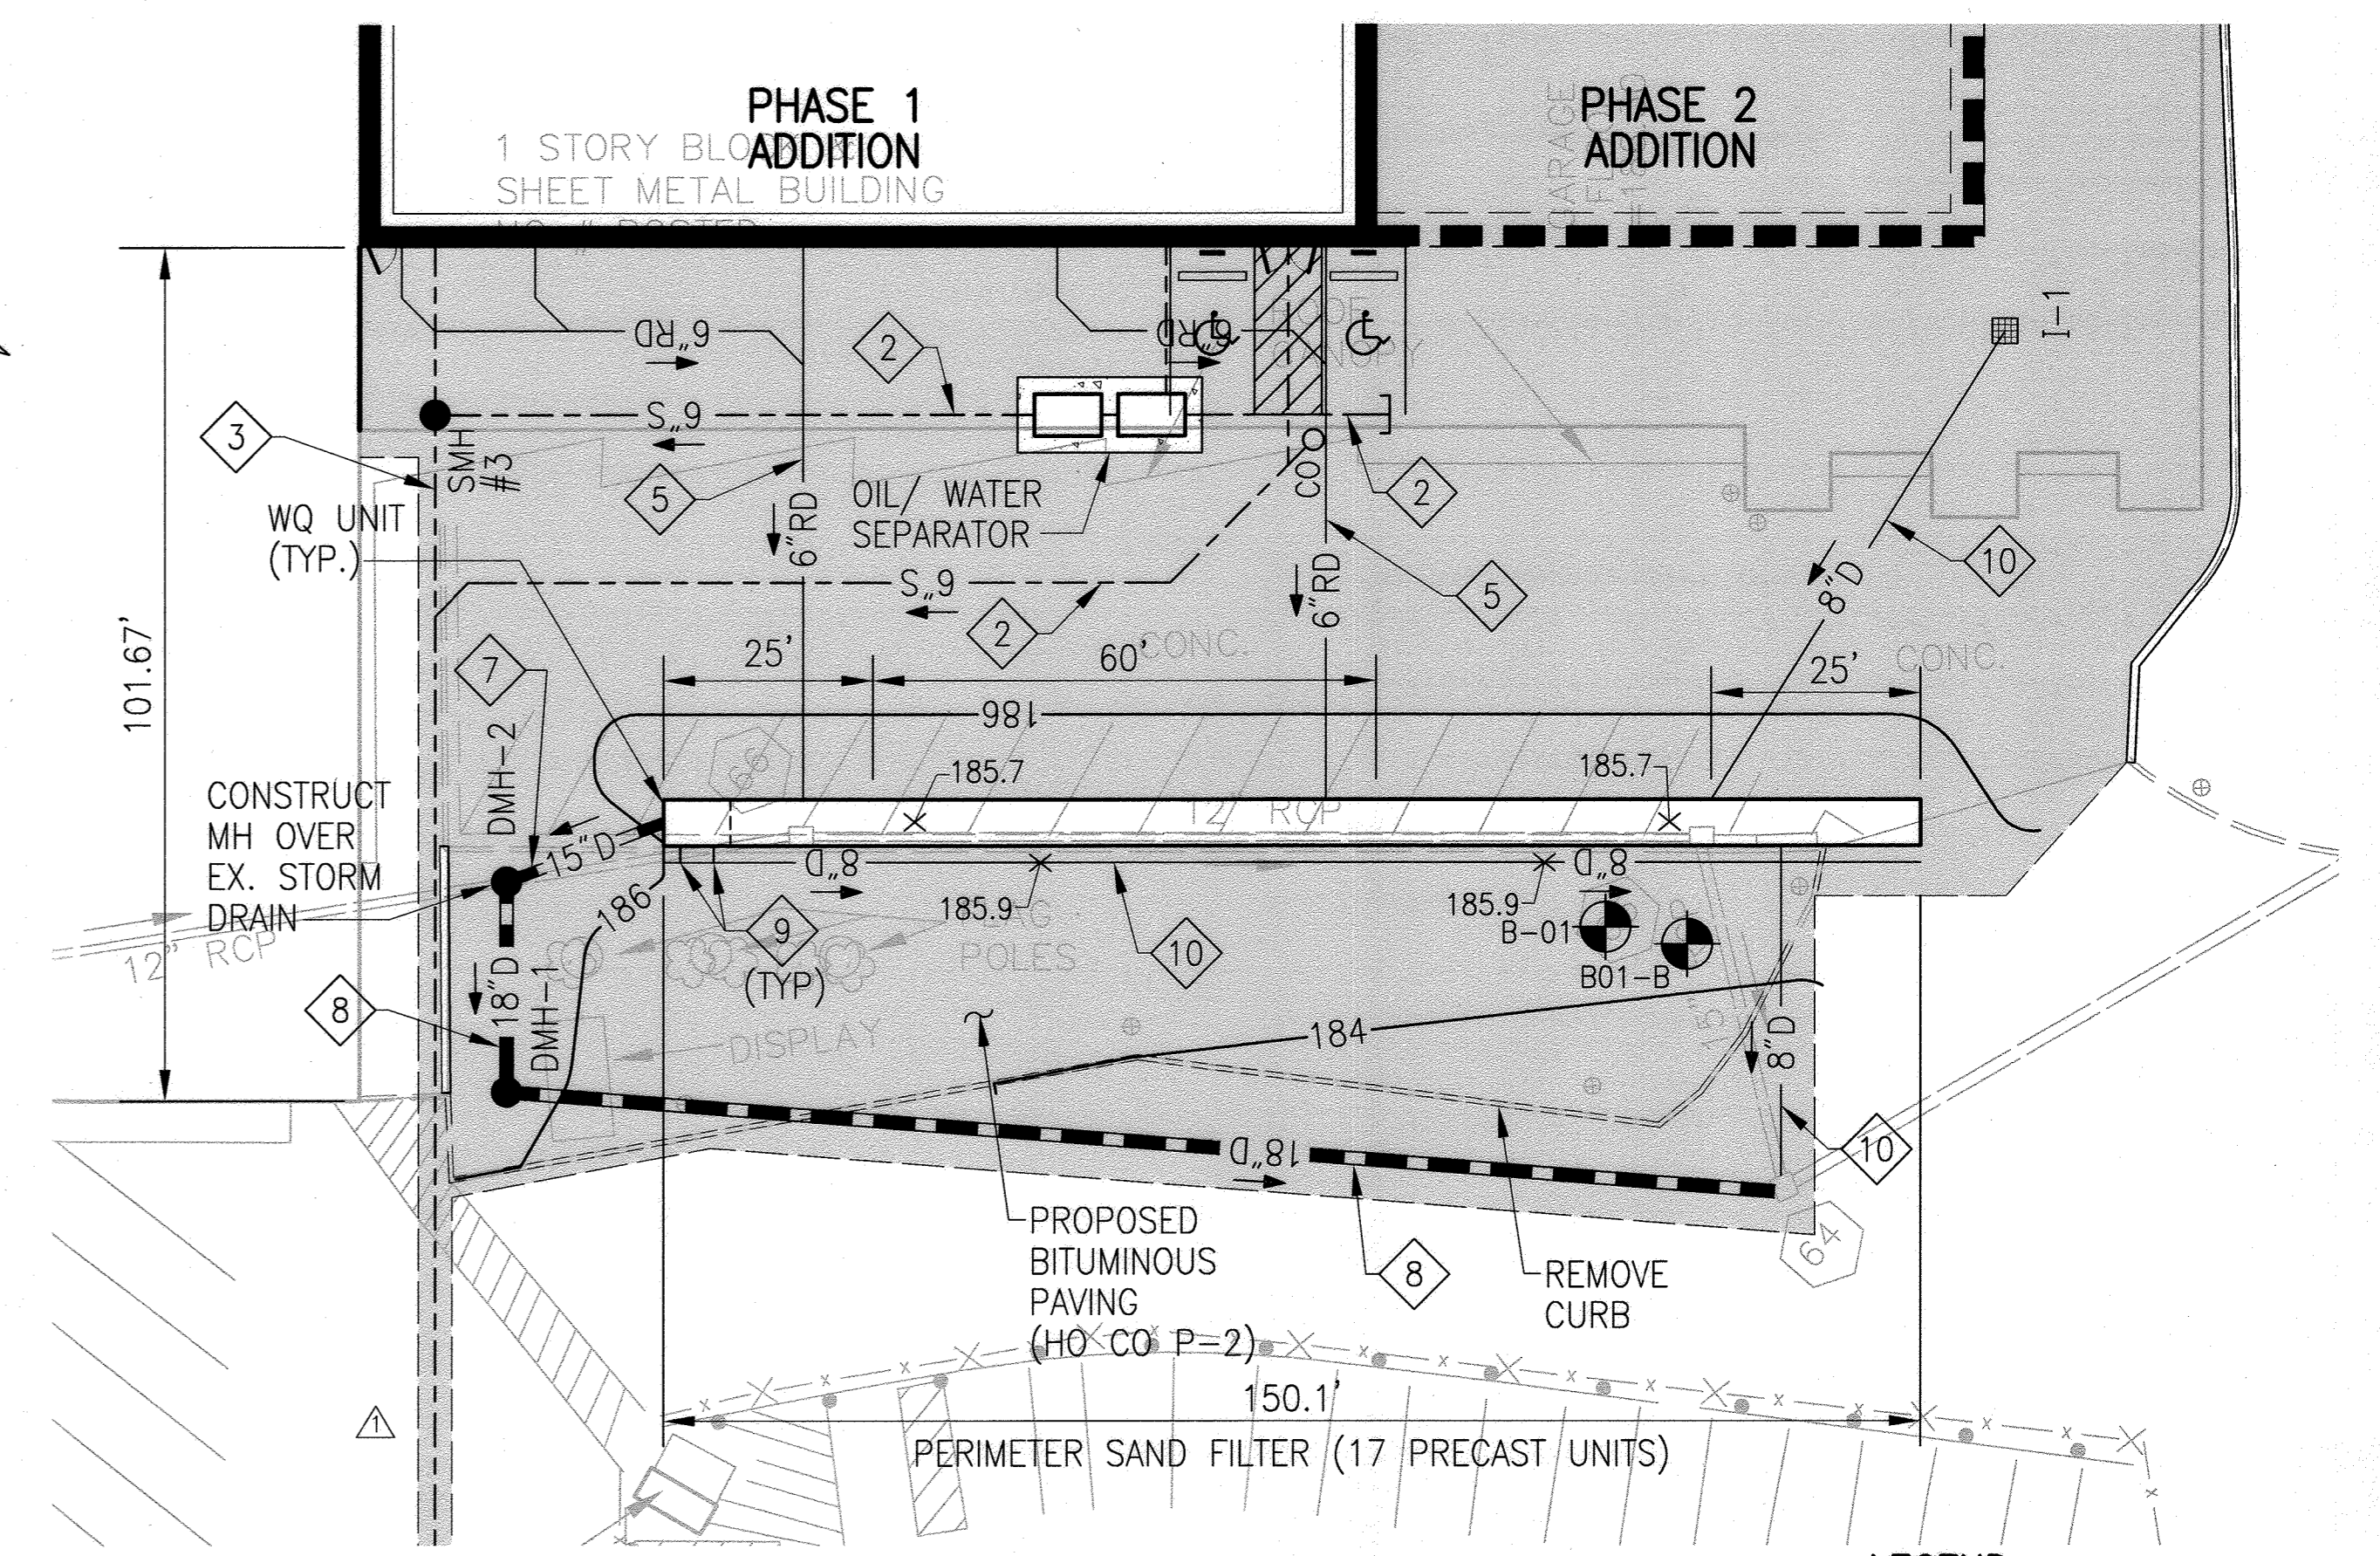 PHASE 1
ADDITION
PHASE 2
ADDITION
1 STORY BLOCK &
SHEET METAL BUILDING
GARAGE
I-1
6"RD
6"RD
2
3
6"S
SMH
#3
5
OIL/ WATER
SEPARATOR
CO
2
WQ UNIT
(TYP.)
6"RD
6"RD
10
8"D
6"S
5
2
101.67'
25'
60'
25'
CONC.
CONC.
7
186
DMH-2
66
185.7
185.7
CONSTRUCT
MH OVER
EX. STORM
DRAIN
12" RCP
15"D
8"D
8"D
186
185.9
185.9
9
(TYP)
10
B-01
B01-B
POLES
12" RCP
8
18"D
DMH-1
DISPLAY
184
15"
8"D
10
18"D
PROPOSED
BITUMINOUS
PAVING
(HO CO P-2)
8
REMOVE
CURB
64
1
150.1'
PERIMETER SAND FILTER (17 PRECAST UNITS)